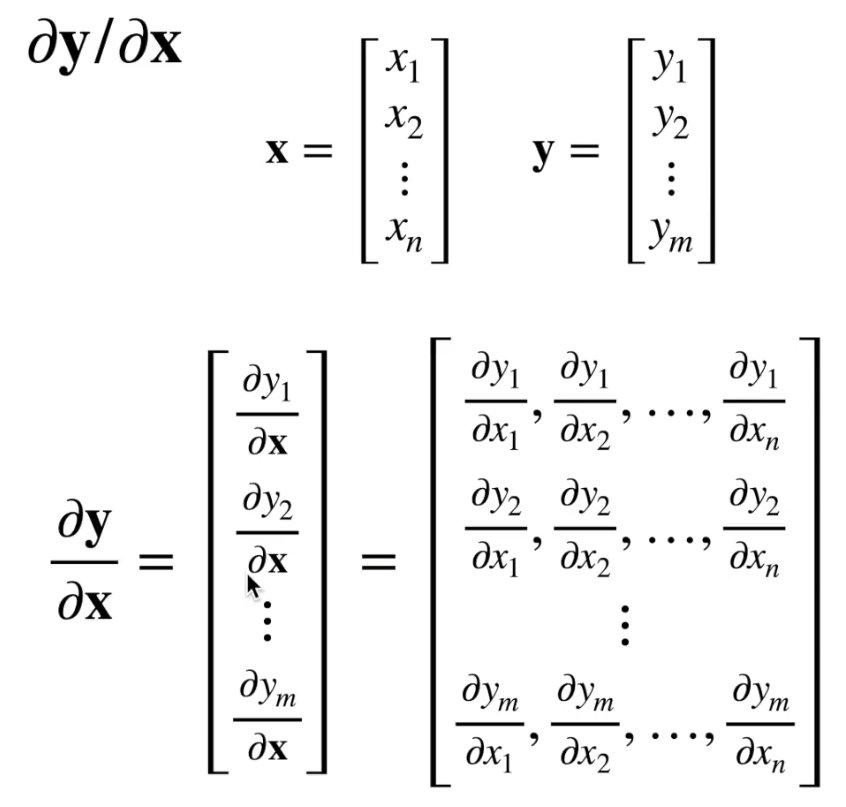 ∂y/∂x
x = [x₁ x₂ ⋮ xₙ] y = [y₁ y₂ ⋮ yₘ]
∂y/∂x = [∂y₁/∂x ∂y₂/∂x ⋮ ∂yₘ/∂x] = [∂y₁/∂x₁, ∂y₁/∂x₂, …, ∂y₁/∂xₙ
∂y₂/∂x₁, ∂y₂/∂x₂, …, ∂y₂/∂xₙ
⋮
∂yₘ/∂x₁, ∂yₘ/∂x₂, …, ∂yₘ/∂xₙ]